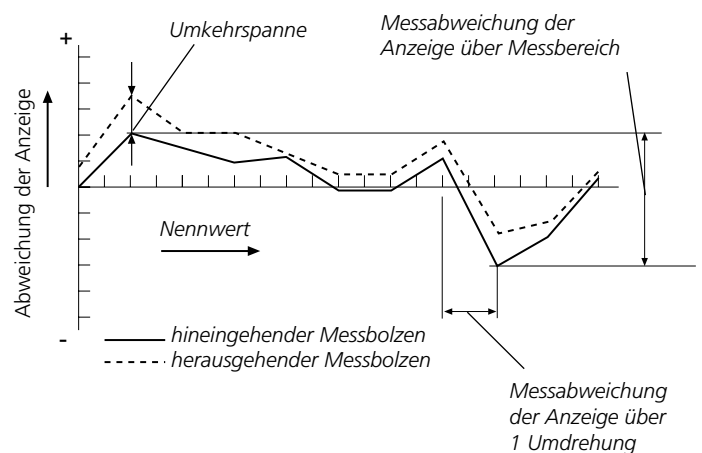 +
Umkehrspanne
Messabweichung der
Anzeige über Messbereich
Abweichung der Anzeige
Nennwert
-
hineingehender Messbolzen
herausgehender Messbolzen
Messabweichung
der Anzeige über
1 Umdrehung